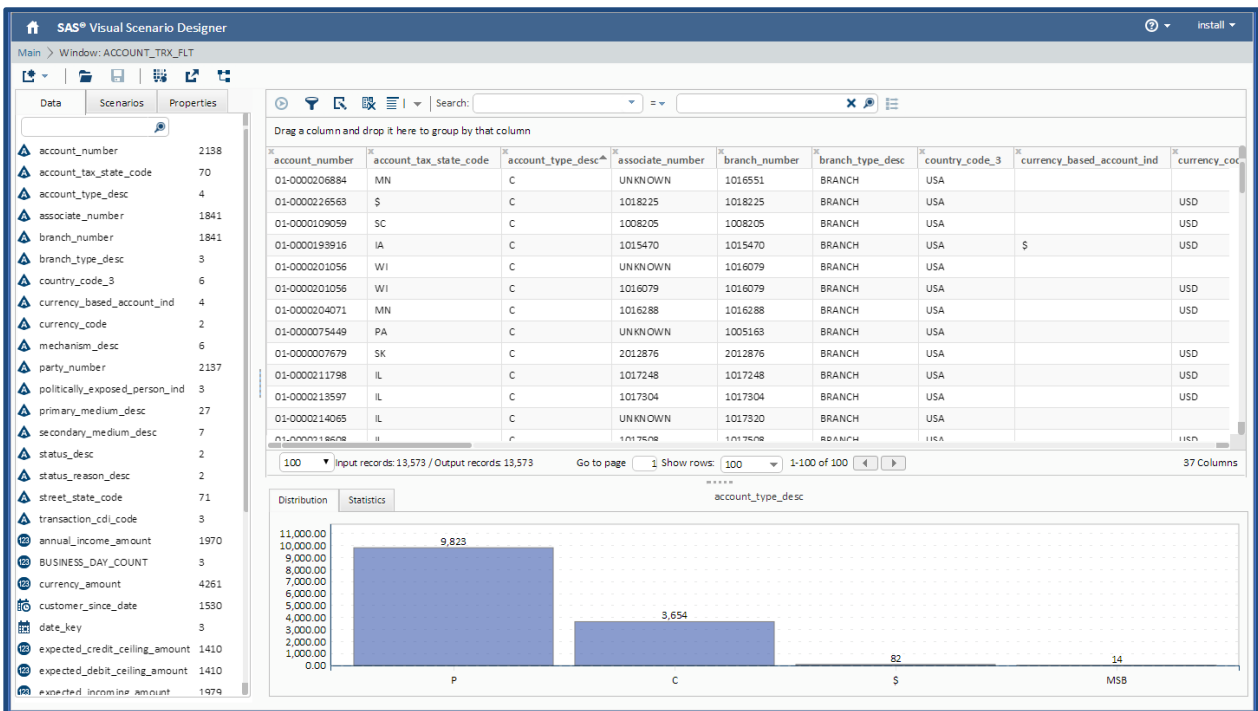 SAS® Visual Scenario Designer
install
Main > Window: ACCOUNT_TRX_FLT
Data Scenarios Properties
account_number 2138
account_tax_state_code 70
account_type_desc 4
associate_number 1841
branch_number 1841
branch_type_desc 3
country_code_3 6
currency_based_account_ind 4
currency_code 2
mechanism_desc 6
party_number 2137
politically_exposed_person_ind 3
primary_medium_desc 27
secondary_medium_desc 7
status_desc 2
status_reason_desc 2
street_state_code 71
transaction_cdi_code 3
annual_income_amount 1970
BUSINESS_DAY_COUNT 3
currency_amount 4261
customer_since_date 1530
date_key 3
expected_credit_ceiling_amount 1410
expected_debit_ceiling_amount 1410
expected_incoming_amount 1979
Search: =
Drag a column and drop it here to group by that column
account_number account_tax_state_code account_type_desc associate_number branch_number branch_type_desc country_code_3 currency_based_account_ind currency_cod
01-0000206884 MN C UNKNOWN 1016551 BRANCH USA
01-0000226563 $ C 1018225 1018225 BRANCH USA USD
01-0000109059 SC C 1008205 1008205 BRANCH USA USD
01-0000193916 IA C 1015470 1015470 BRANCH USA $ USD
01-0000201056 WI C UNKNOWN 1016079 BRANCH USA
01-0000201056 WI C 1016079 1016079 BRANCH USA USD
01-0000204071 MN C 1016288 1016288 BRANCH USA USD
01-0000075449 PA C UNKNOWN 1005163 BRANCH USA
01-0000007679 SK C 2012876 2012876 BRANCH USA USD
01-0000211798 IL C 1017248 1017248 BRANCH USA USD
01-0000213597 IL C 1017304 1017304 BRANCH USA USD
01-0000214065 IL C UNKNOWN 1017320 BRANCH USA
01-0000218608 IL C 1017508 1017508 BRANCH USA USD
100 Input records: 13,573 / Output records: 13,573 Go to page 1 Show rows: 100 1-100 of 100 37 Columns
Distribution Statistics
account_type_desc
11,000.00
10,000.00
9,000.00
8,000.00
7,000.00
6,000.00
5,000.00
4,000.00
3,000.00
2,000.00
1,000.00
0.00
9,823 3,654 82 14
P C $ MSB